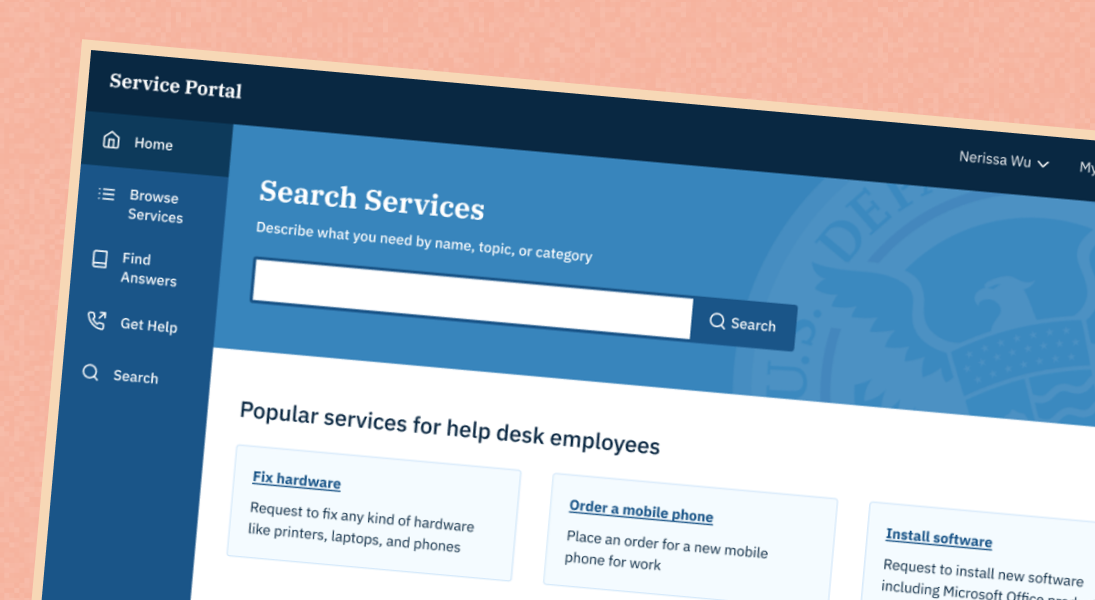 Service Portal
Nerissa Wu
My
Home
Browse
Services
Find
Answers
Get Help
Search
Search Services
Describe what you need by name, topic, or category
Search
U.S. DEP
Popular services for help desk employees
Fix hardware
Request to fix any kind of hardware
like printers, laptops, and phones
Order a mobile phone
Place an order for a new mobile
phone for work
Install software
Request to install new software
including Microsoft Office